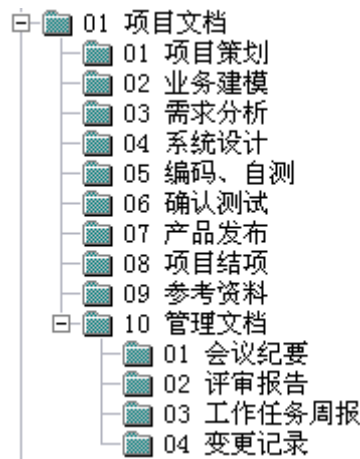 01 项目文档
01 项目策划
02 业务建模
03 需求分析
04 系统设计
05 编码、自测
06 确认测试
07 产品发布
08 项目结项
09 参考资料
10 管理文档
01 会议纪要
02 评审报告
03 工作任务周报
04 变更记录